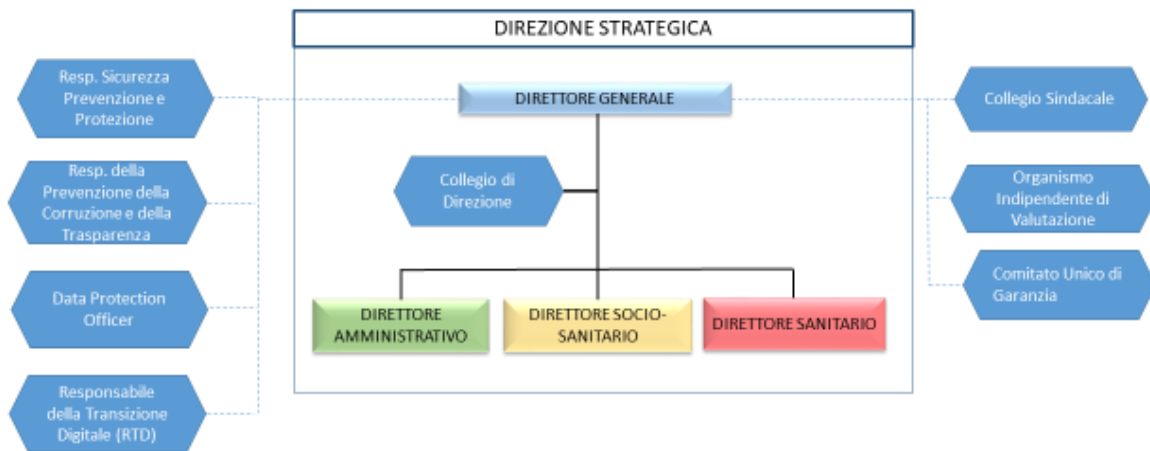 DIREZIONE STRATEGICA
Resp. Sicurezza
Prevenzione e
Protezione
DIRETTORE GENERALE
Collegio Sindacale
Resp. della
Prevenzione della
Corruzione e della
Trasparenza
Collegio di
Direzione
Organismo
Indipendente di
Valutazione
Data Protection
Officer
Comitato Unico di
Garanzia
DIRETTORE
AMMINISTRATIVO
DIRETTORE SOCIO-
SANITARIO
DIRETTORE SANITARIO
Responsabile
della Transizione
Digitale (RTD)